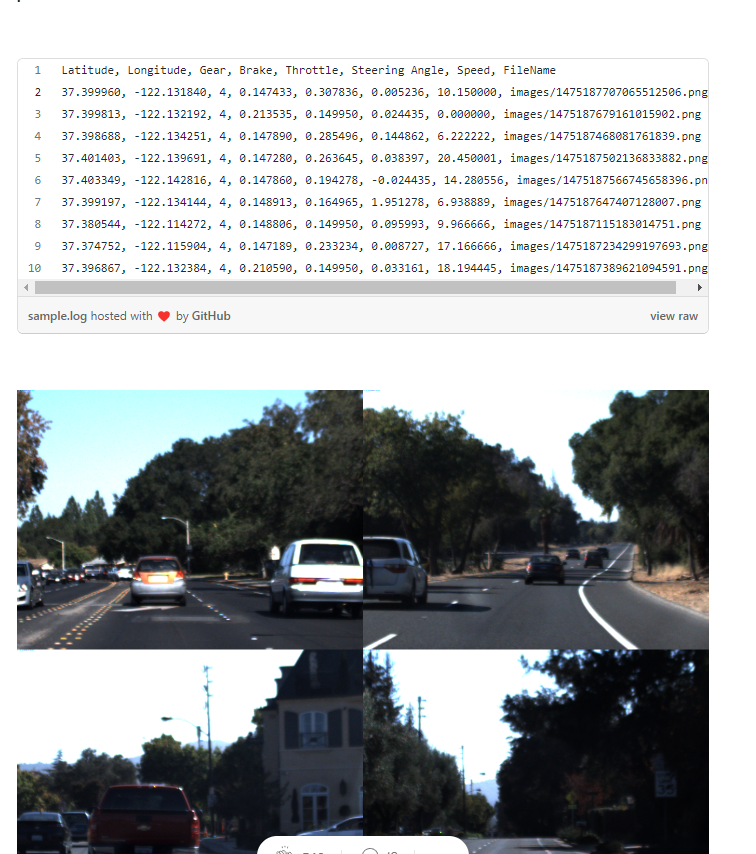 1 Latitude, Longitude, Gear, Brake, Throttle, Steering Angle, Speed, FileName
2 37.399960, -122.131840, 4, 0.147433, 0.307836, 0.005236, 10.150000, images/1475187707065512506.png
3 37.399813, -122.132192, 4, 0.213535, 0.149950, 0.024435, 0.000000, images/1475187679161015902.png
4 37.398688, -122.134251, 4, 0.147890, 0.285496, 0.144862, 6.222222, images/1475187468081761839.png
5 37.401403, -122.139691, 4, 0.147280, 0.263645, 0.038397, 20.450001, images/1475187502136833882.png
6 37.403349, -122.142816, 4, 0.147860, 0.194278, -0.024435, 14.280556, images/1475187566745658396.pn
7 37.399197, -122.134144, 4, 0.148913, 0.164965, 1.951278, 6.938889, images/1475187647407128007.png
8 37.380544, -122.114272, 4, 0.148806, 0.149950, 0.095993, 9.966666, images/1475187115183014751.png
9 37.374752, -122.115904, 4, 0.147189, 0.233234, 0.008727, 17.166666, images/1475187234299197693.png
10 37.396867, -122.132384, 4, 0.210590, 0.149950, 0.033161, 18.194445, images/1475187389621094591.png
sample.log hosted with ❤ by GitHub
view raw